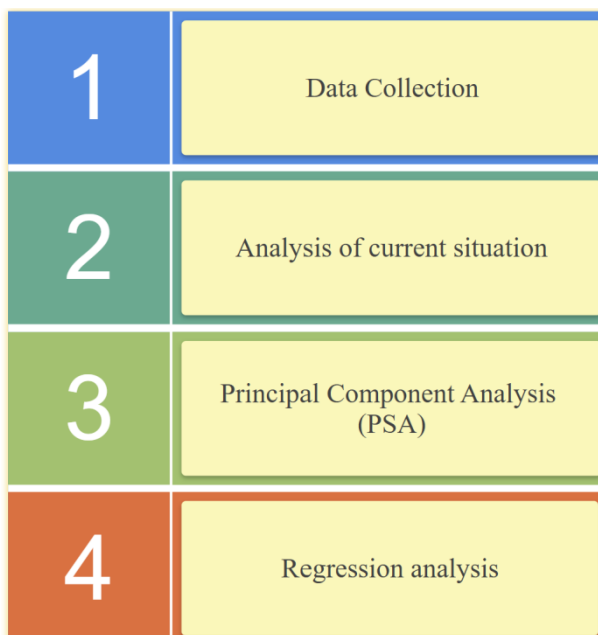 1
Data Collection
2
Analysis of current situation
3
Principal Component Analysis
(PSA)
4
Regression analysis